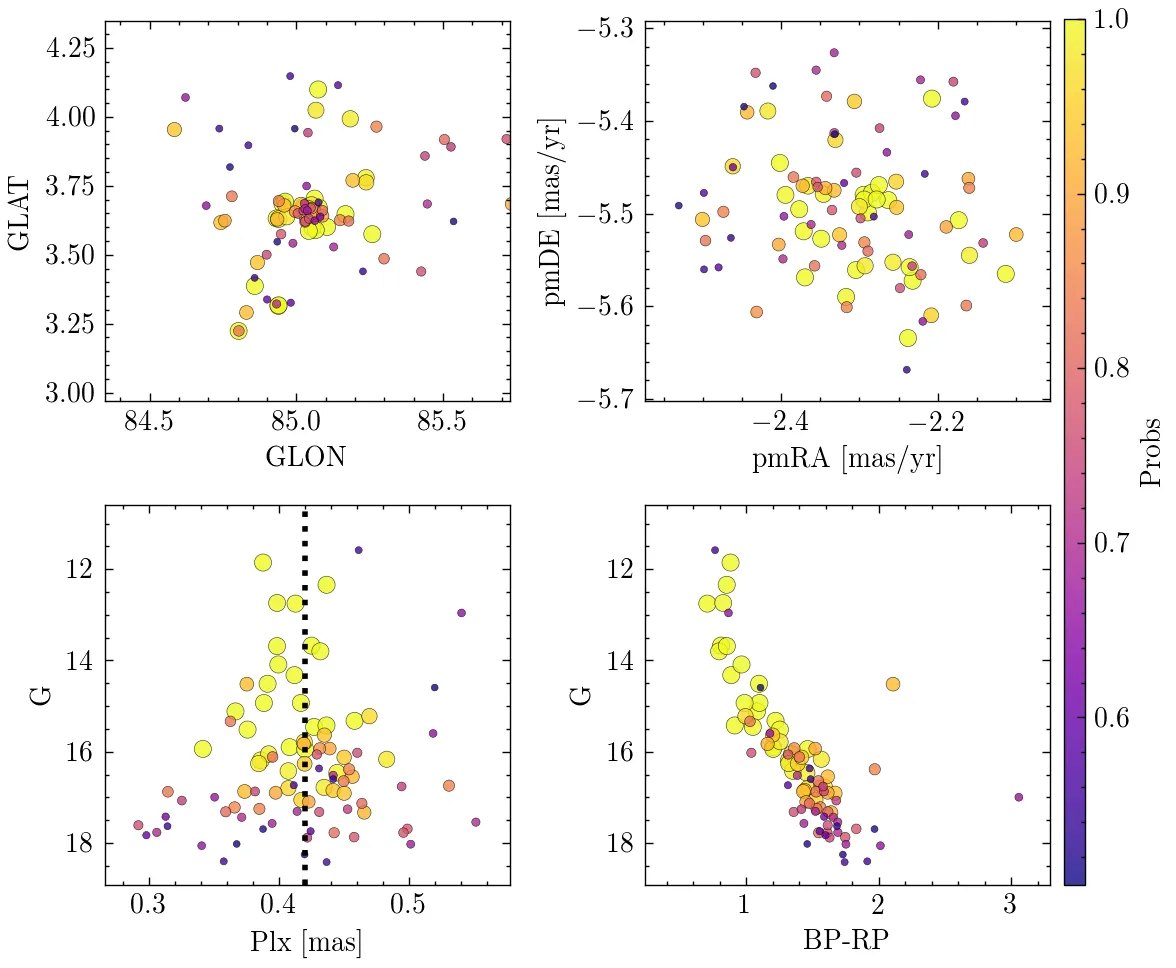 4.25
4.00
3.75
3.50
3.25
3.00
GLAT
84.5 85.0 85.5
GLON
−5.3
−5.4
−5.5
−5.6
−5.7
pmDE [mas/yr]
−2.4 −2.2
pmRA [mas/yr]
1.0
0.9
0.8
0.7
0.6
Probs
12
14
16
18
G
0.3 0.4 0.5
Plx [mas]
12
14
16
18
G
1 2 3
BP-RP